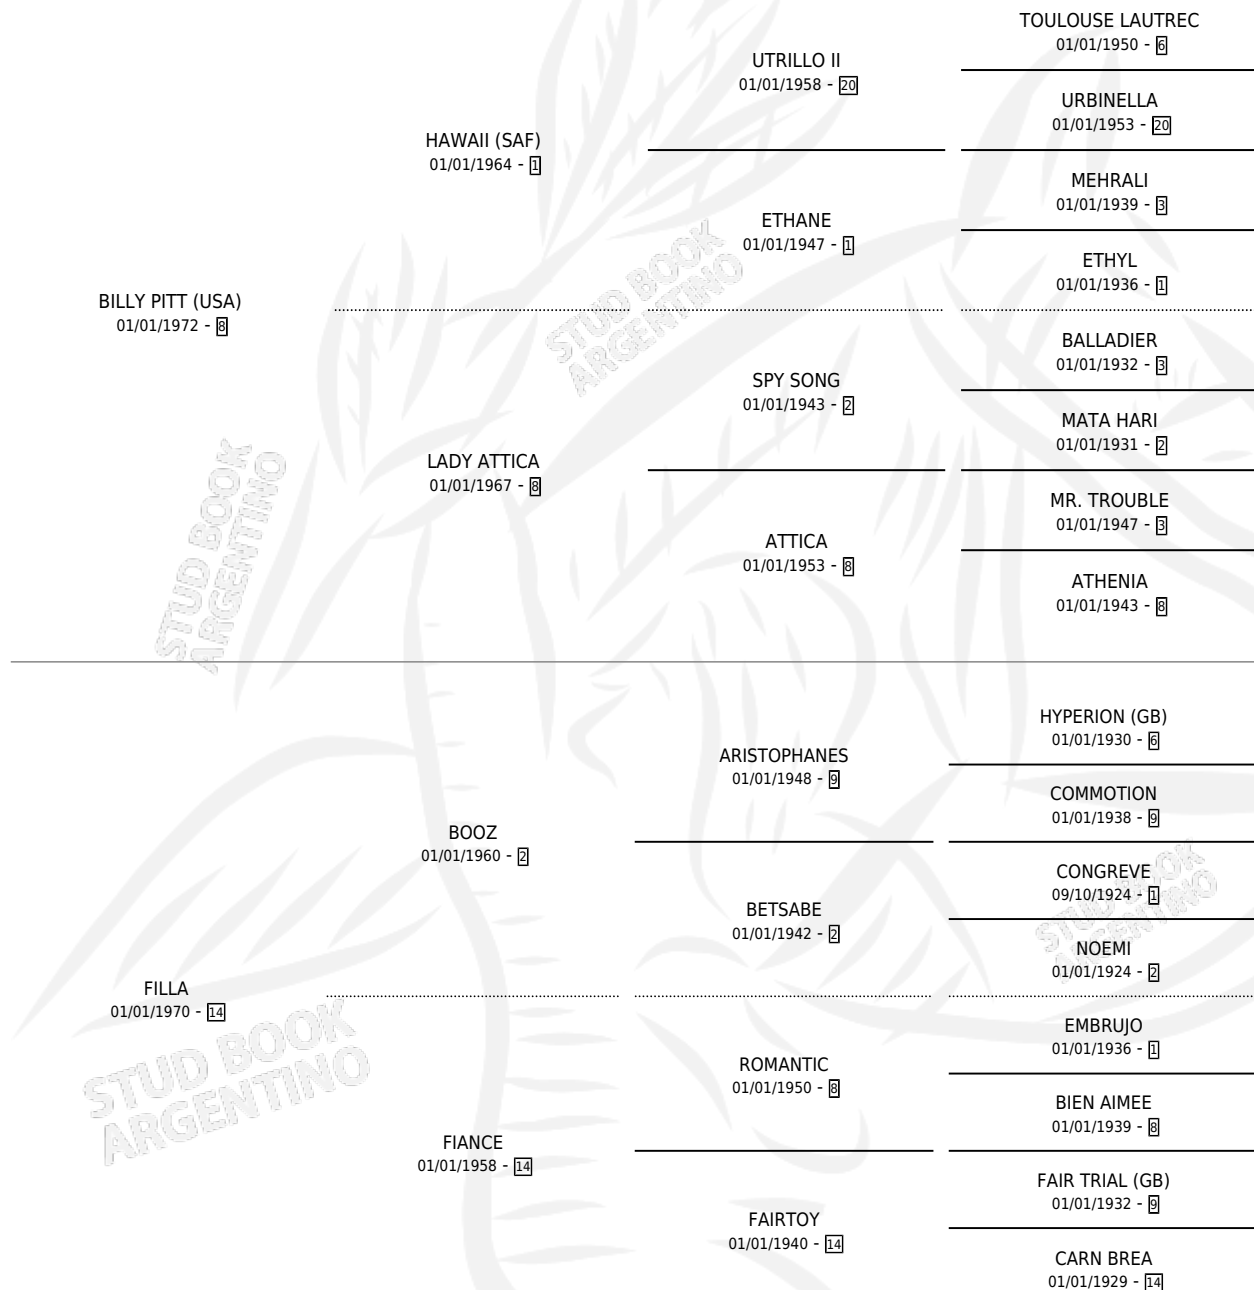 TOULOUSE LAUTREC
01/01/1950 - 6
UTRILLO II
01/01/1958 - 20
URBINELLA
01/01/1953 - 20
HAWAII (SAF)
01/01/1964 - 1
MEHRALI
01/01/1939 - 3
ETHANE
01/01/1947 - 1
ETHYL
01/01/1936 - 1
BILLY PITT (USA)
01/01/1972 - 8
BALLADIER
01/01/1932 - 3
SPY SONG
01/01/1943 - 2
MATA HARI
01/01/1931 - 2
LADY ATTICA
01/01/1967 - 8
MR. TROUBLE
01/01/1947 - 3
ATTICA
01/01/1953 - 8
ATHENIA
01/01/1943 - 8
HYPERION (GB)
01/01/1930 - 6
ARISTOPHANES
01/01/1948 - 9
COMMOTION
01/01/1938 - 9
BOOZ
01/01/1960 - 2
CONGREVE
09/10/1924 - 1
BETSABE
01/01/1942 - 2
NOEMI
01/01/1924 - 2
FILLA
01/01/1970 - 14
EMBRUJO
01/01/1936 - 1
ROMANTIC
01/01/1950 - 8
BIEN AIMEE
01/01/1939 - 8
FIANCE
01/01/1958 - 14
FAIR TRIAL (GB)
01/01/1932 - 9
FAIRTOY
01/01/1940 - 14
CARN BREA
01/01/1929 - 14
STUD BOOK
ARGENTINO
STUD BOOK
ARGENTINO
STUD BOOK
ARGENTINO
STUD BOOK
ARGENTINO